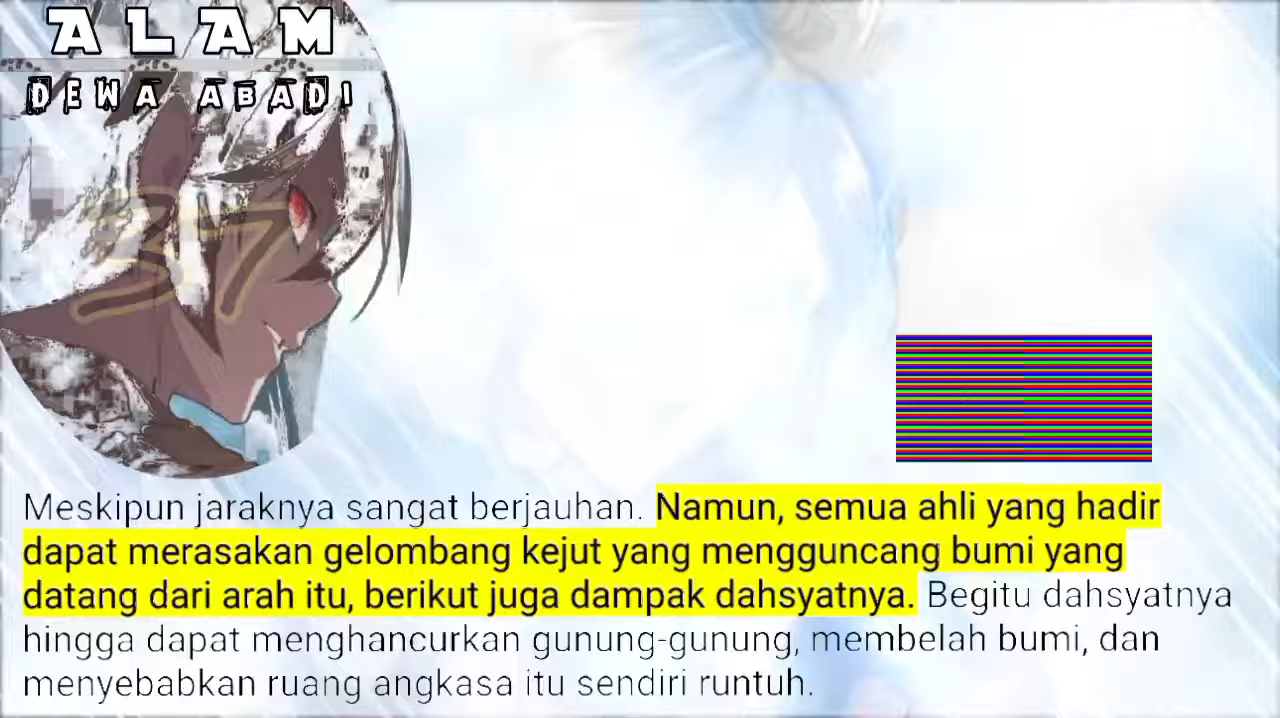 ALAM
DEWA ABADI
37
Meskipun jaraknya sangat berjauhan. Namun, semua ahli yang hadir
dapat merasakan gelombang kejut yang mengguncang bumi yang
datang dari arah itu, berikut juga dampak dahsyatnya. Begitu dahsyatnya
hingga dapat menghancurkan gunung-gunung, membelah bumi, dan
menyebabkan ruang angkasa itu sendiri runtuh.